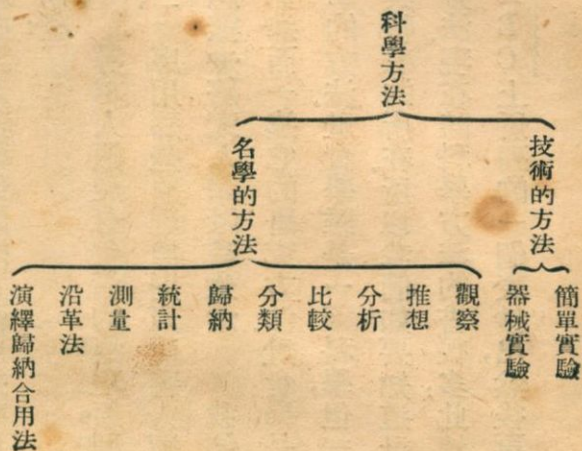 科學方法
技術的方法
簡單實驗
器械實驗
名學的方法
觀察
推想
分析
比較
分類
歸納
統計
測量
沿革法
演繹歸納合用法